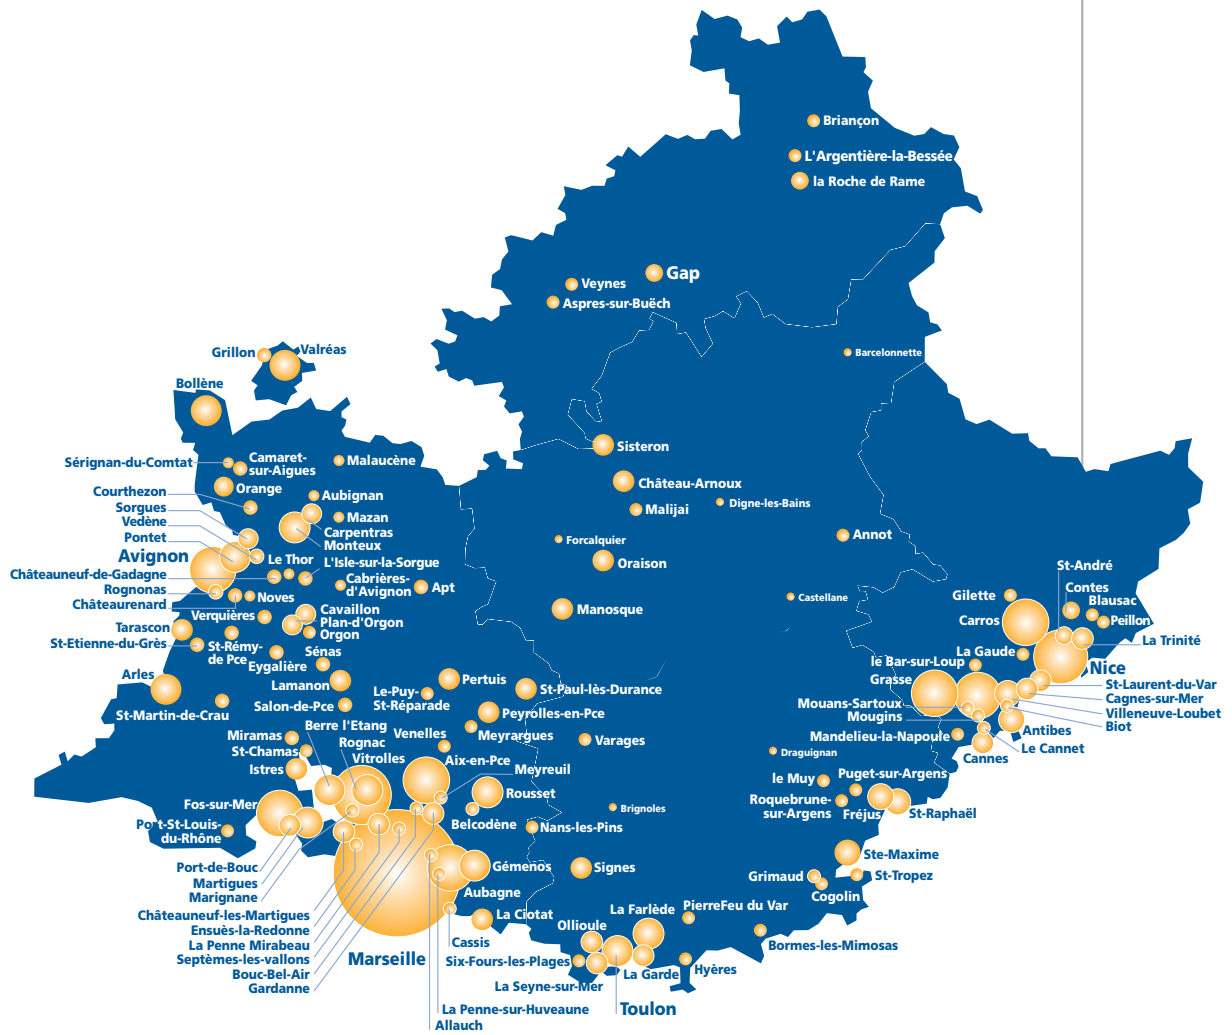 Briançon
L'Argentière-la-Bessée
la Roche de Rame
Gap
Veynes
Aspres-sur-Buëch
Barcelonnette
Grillon
Valréas
Bollène
Sisteron
Château-Arnoux
Malijai
Digne-les-Bains
Annot
Forcalquier
Oraison
Castellane
Manosque
Sérignan-du-Comtat
Camaret-
sur-Aigues
Malaucène
Orange
Courthezon
Aubignan
Sorgues
Mazan
Vedène
Carpentras
Pontet
Monteux
Avignon
Le Thor
L'Isle-sur-la-Sorgue
Châteauneuf-de-Gadagne
Cabrières-
d'Avignon
Apt
Rognonas
Noves
Châteaurenard
Verquières
Cavaillon
Plan-d'Orgon
Orgon
Tarascon
St-Etienne-du-Grès
St-Rémy-
de Pce
Sénas
Eygalière
Arles
Lamanon
St-Martin-de-Crau
Salon-de-Pce
Le-Puy-
St-Réparade
Pertuis
St-Paul-lès-Durance
Peyrolles-en-Pce
Meyrargues
Varages
Berre l'Etang
Rognac
Vitrolles
Venelles
Miramas
St-Chamas
Istres
Aix-en-Pce
Meyreuil
Rousset
Fos-sur-Mer
Port-St-Louis-
du-Rhône
Belcodène
Nans-les-Pins
Brignoles
Port-de-Bouc
Martigues
Marignane
Châteauneuf-les-Martigues
Ensuès-la-Redonne
La Penne Mirabeau
Septèmes-les-vallons
Bouc-Bel-Air
Gardanne
Marseille
Gémenos
Aubagne
La Ciotat
Cassis
Signes
La Penne-sur-Huveaune
Allauch
Ollioule
Six-Fours-les-Plages
La Seyne-sur-Mer
Toulon
La Farlède
La Garde
PierreFeu du Var
Hyères
Bormes-les-Mimosas
St-André
Gilette
Contes
Blausac
Carros
Peillon
La Trinité
La Gaude
le Bar-sur-Loup
Nice
Grasse
St-Laurent-du-Var
Cagnes-sur-Mer
Mouans-Sartoux
Villeneuve-Loubet
Mougins
Biot
Antibes
Mandelieu-la-Napoule
Le Cannet
Cannes
Draguignan
le Muy
Puget-sur-Argens
Roquebrune-
sur-Argens
Fréjus
St-Raphaël
Ste-Maxime
Grimaud
St-Tropez
Cogolin